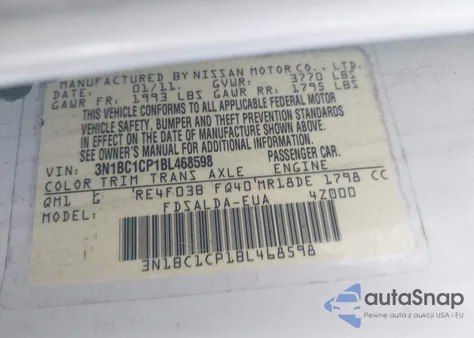 MANUFACTURED BY NISSAN MOTOR CO., LTD.
DATE: 01/11. GVWR: 3770 LBS
GAWR FR: 1993 LBS GAWR RR: 1795 LBS
THIS VEHICLE CONFORMS TO ALL APPLICABLE FEDERAL MOTOR
VEHICLE SAFETY, BUMPER AND THEFT PREVENTION STANDARDS
IN EFFECT ON THE DATE OF MANUFACTURE SHOWN ABOVE.
SEE OWNER'S MANUAL FOR ADDITIONAL INFORMATION
VIN: 3N1BC1CP1BL468598 PASSENGER CAR.
COLOR TRIM TRANS AXLE ENGINE
QM1 G RE4F03B FQ40 MR18DE 1798 CC
MODEL: FDSALDA-EUA 4Z000
3N1BC1CP1BL468598
autaSnap
Pewne auta z USA i EU